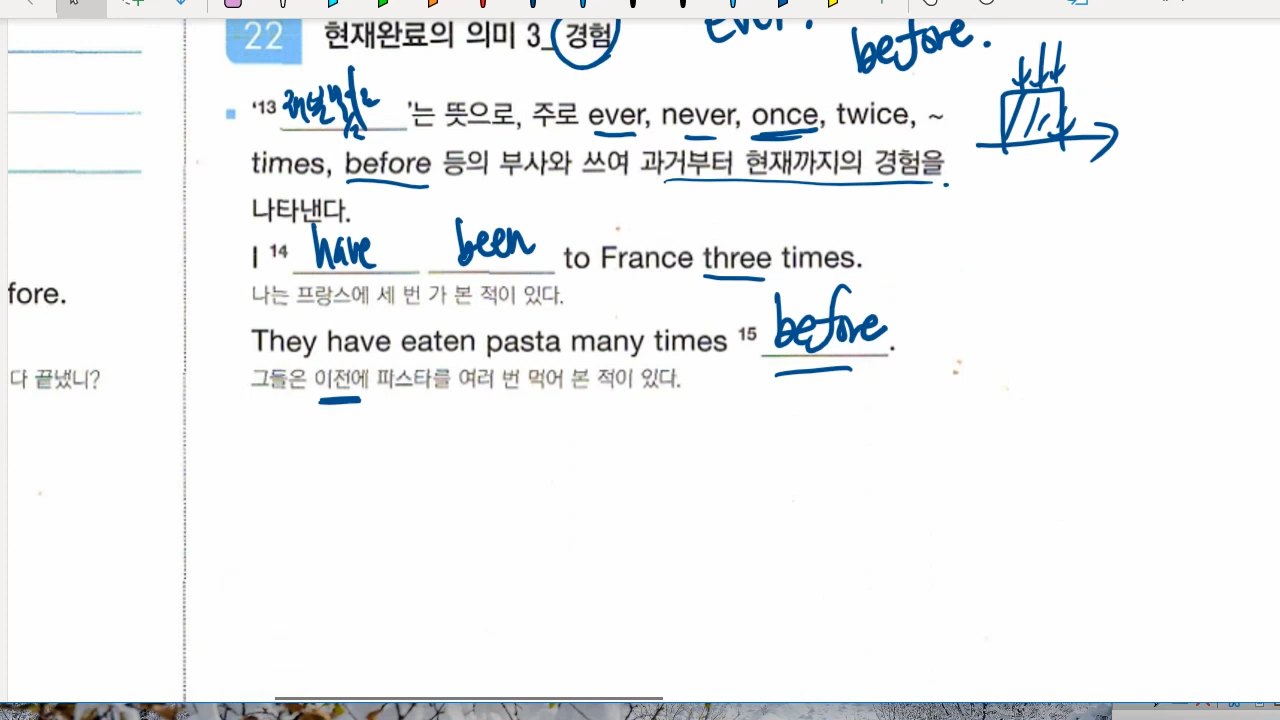 22 현재완료의 의미 3_ 경험
ever.
before.
‘13 해본적있 ’는 뜻으로, 주로 ever, never, once, twice, ~
times, before 등의 부사와 쓰여 과거부터 현재까지의 경험을
나타낸다.
I 14 have been to France three times.
나는 프랑스에 세 번 가 본 적이 있다.
fore.
They have eaten pasta many times 15 before.
다 끝냈니?
그들은 이전에 파스타를 여러 번 먹어 본 적이 있다.